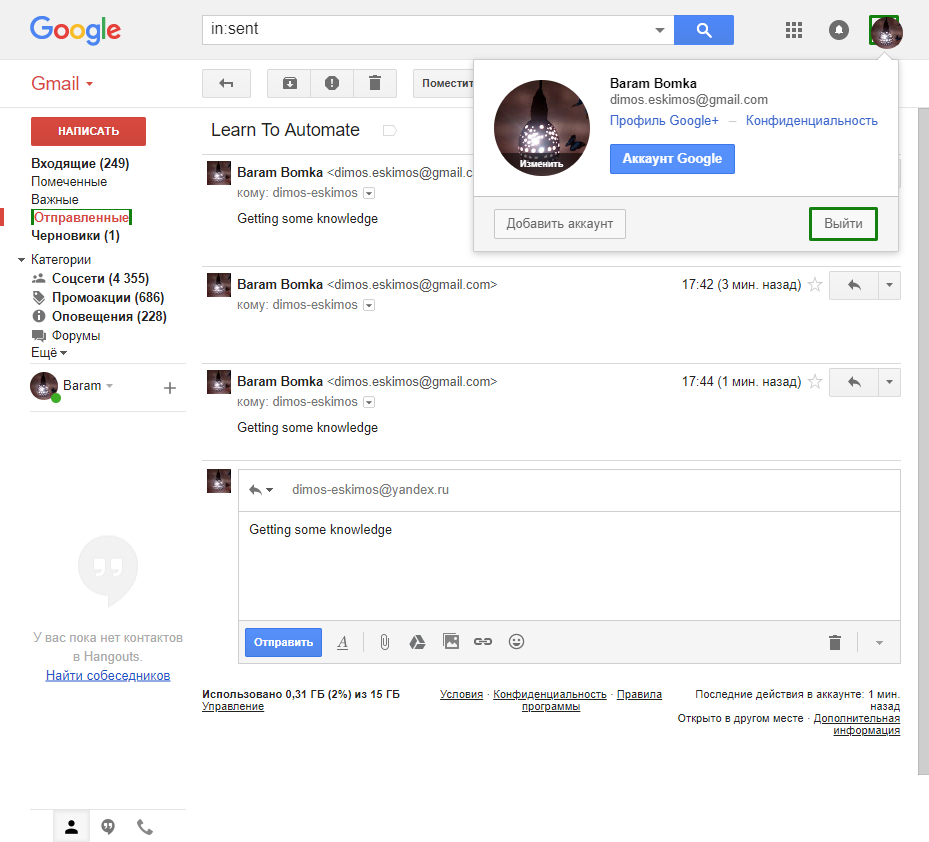 Google
in:sent
Gmail
Поместит
Baram Bomka
dimos.eskimos@gmail.com
Профиль Google+ – Конфиденциальность
Изменить
Аккаунт Google
Добавить аккаунт
Выйти
НАПИСАТЬ
Входящие (249)
Помеченные
Важные
Отправленные
Черновики (1)
Категории
Соцсети (4 355)
Промоакции (686)
Оповещения (228)
Форумы
Ещё
Baram
У вас пока нет контактов
в Hangouts.
Найти собеседников
Learn To Automate
Baram Bomka <dimos.eskimos@gmail.c
кому: dimos-eskimos
Getting some knowledge
Baram Bomka <dimos.eskimos@gmail.com> 17:42 (3 мин. назад)
кому: dimos-eskimos
Baram Bomka <dimos.eskimos@gmail.com> 17:44 (1 мин. назад)
кому: dimos-eskimos
Getting some knowledge
dimos-eskimos@yandex.ru
Getting some knowledge
Отправить A
Использовано 0,31 ГБ (2%) из 15 ГБ
Управление
Условия · Конфиденциальность · Правила
программы
Последние действия в аккаунте: 1 мин.
назад
Открыто в другом месте · Дополнительная
информация